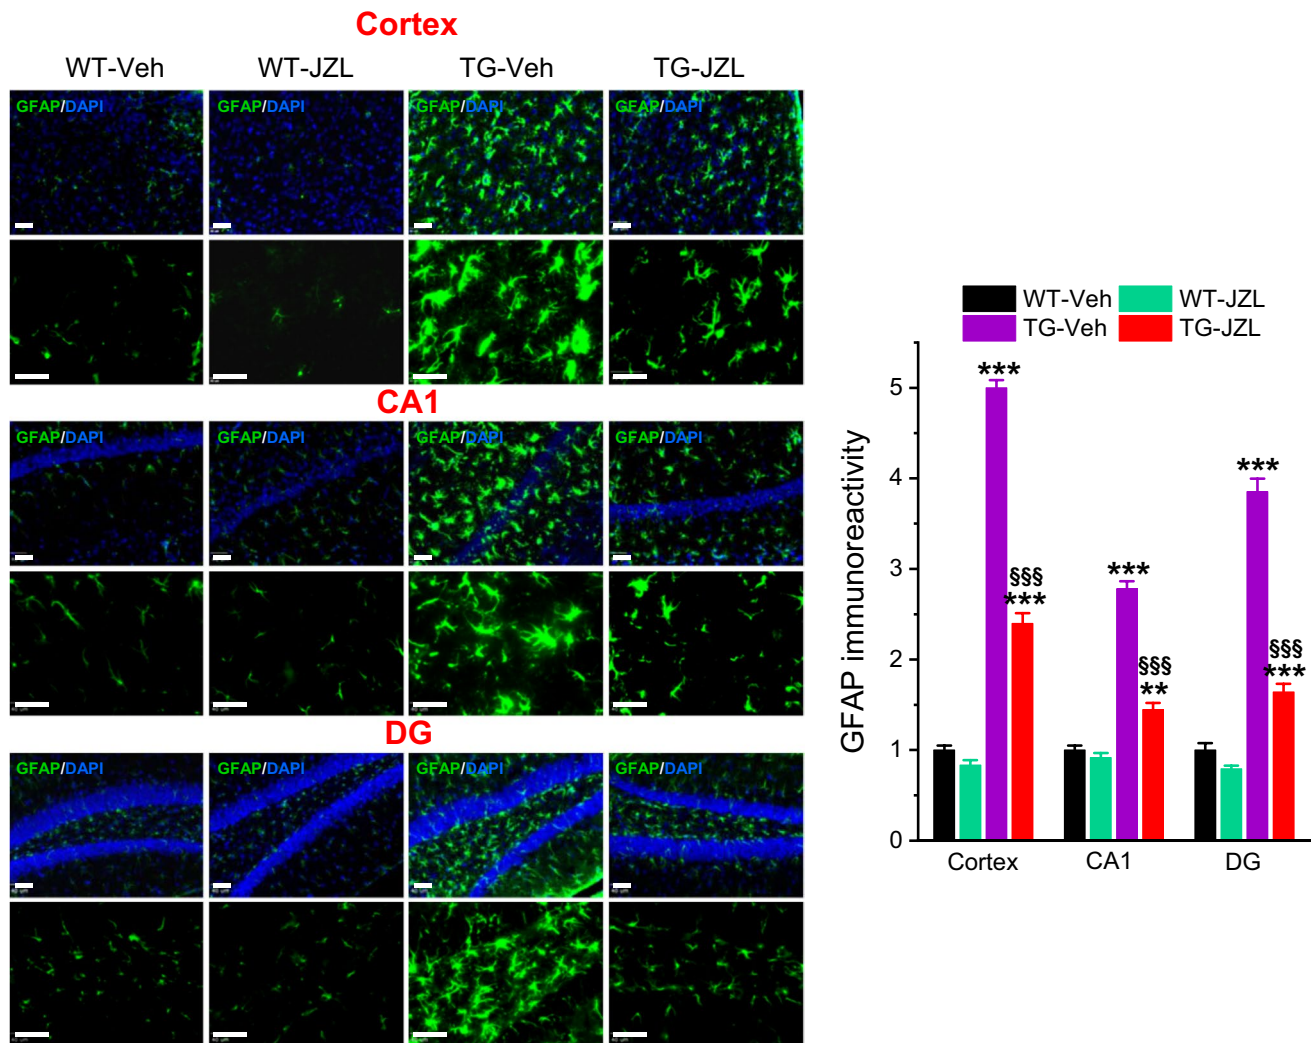 Cortex
WT-Veh WT-JZL TG-Veh TG-JZL
GFAP/DAPI GFAP/DAPI GFAP/DAPI GFAP/DAPI
CA1
GFAP/DAPI GFAP/DAPI GFAP/DAPI GFAP/DAPI
DG
GFAP/DAPI GFAP/DAPI GFAP/DAPI GFAP/DAPI
WT-Veh WT-JZL
TG-Veh TG-JZL
GFAP immunoreactivity
5
4
3
2
1
0
***
§§§
***
***
§§§
**
***
§§§
***
Cortex CA1 DG